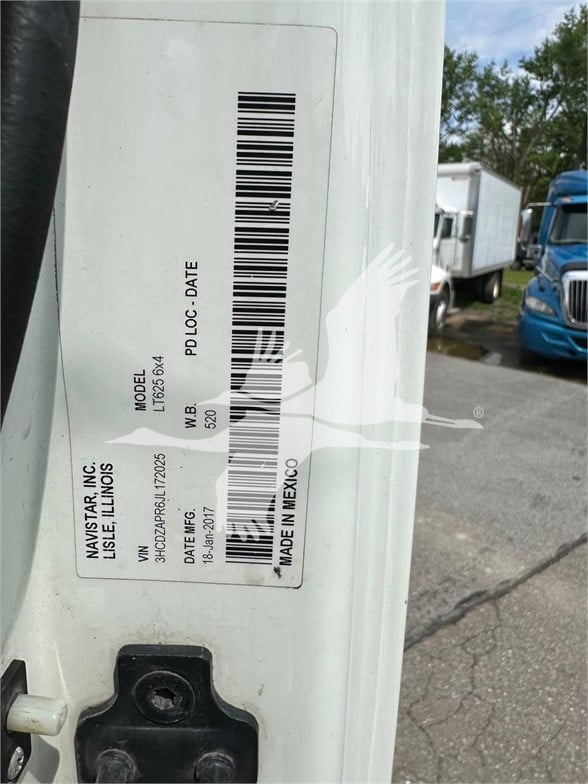 NAVISTAR, INC.
LISLE, ILLINOIS
VIN
3HCDZAPR6JL172025
MODEL
LT625 6x4
DATE MFG.
18-Jan-2017
W.B.
520
PD LOC - DATE
MADE IN MEXICO
®